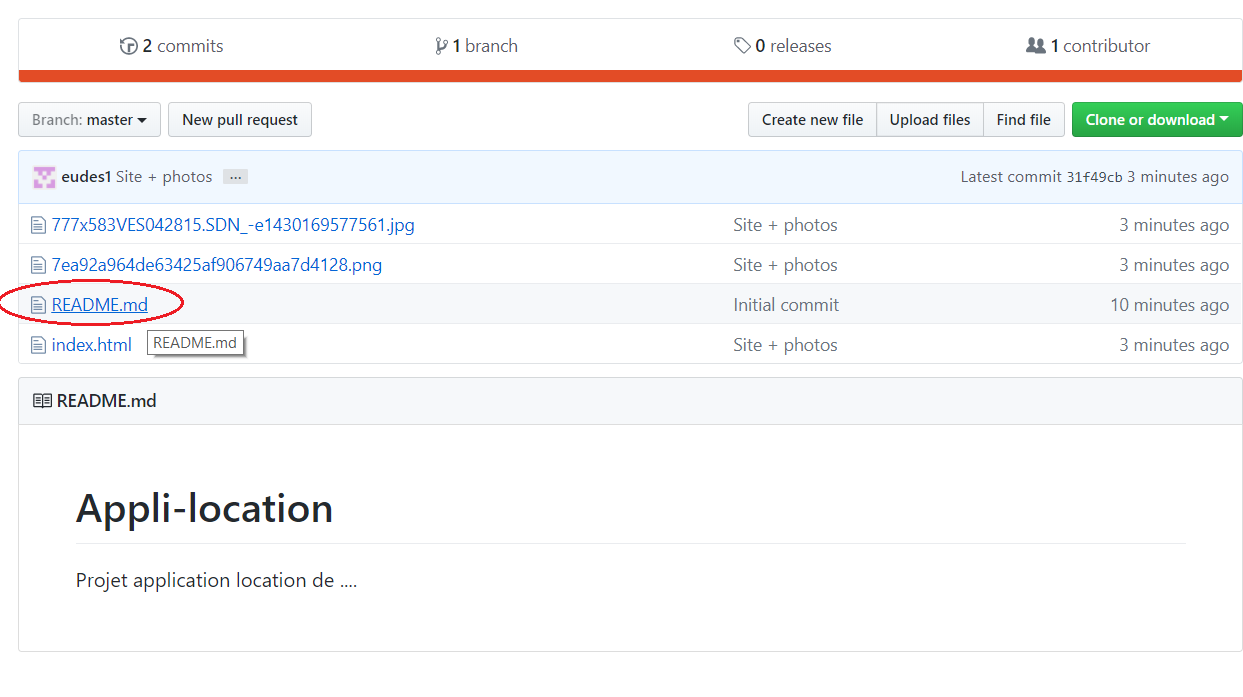 2 commits 1 branch 0 releases 1 contributor
Branch: master New pull request Create new file Upload files Find file Clone or download
eudes1 Site + photos ... Latest commit 31f49cb 3 minutes ago
777x583VES042815.SDN_-e1430169577561.jpg Site + photos 3 minutes ago
7ea92a964de63425af906749aa7d4128.png Site + photos 3 minutes ago
README.md Initial commit 10 minutes ago
index.html README.md Site + photos 3 minutes ago
README.md
Appli-location
Projet application location de ....